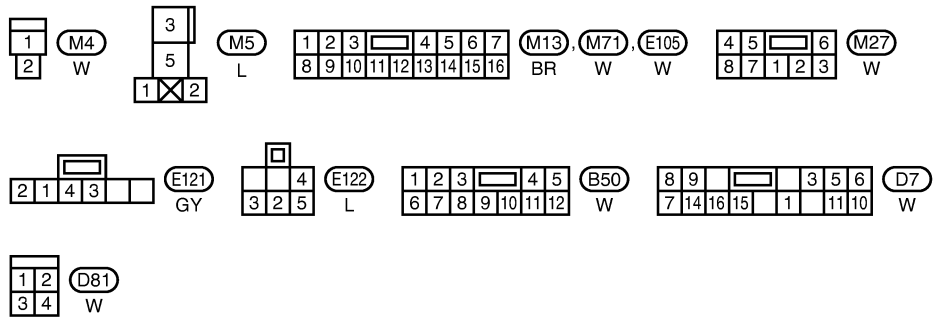 1 M4
2 W
3
5 M5
1 2 L
1 2 3 4 5 6 7 M13, M71, E105
8 9 10 11 12 13 14 15 16 BR W W
4 5 6 M27
8 7 1 2 3 W
2 1 4 3 E121
GY
4 E122
3 2 5 L
1 2 3 4 5 B50
6 7 8 9 10 11 12 W
8 9 3 5 6 D7
7 14 16 15 1 11 10 W
1 2 D81
3 4 W